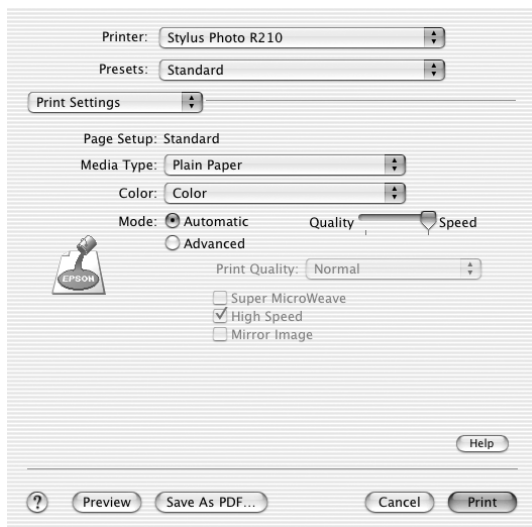 Printer: Stylus Photo R210
Presets: Standard
Print Settings
Page Setup: Standard
Media Type: Plain Paper
Color: Color
Mode: Automatic Quality Speed
Advanced
EPSON
Print Quality: Normal
Super MicroWeave
High Speed
Mirror Image
Help
? Preview Save As PDF... Cancel Print